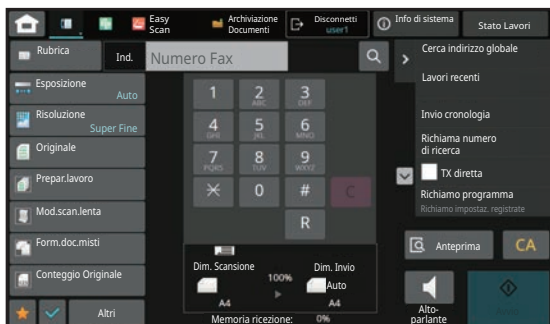 Easy
Scan
Archiviazione
Documenti
Disconnetti
user1
Info di sistema
Stato Lavori
Rubrica
Ind.
Numero Fax
Cerca indirizzo globale
Esposizione
Auto
Risoluzione
Super Fine
Originale
Prepar.lavoro
Mod.scan.lenta
Form.doc.misti
Conteggio Originale
Altri
1
2
ABC
3
DEF
4
GHI
5
JKL
6
MNO
7
PQRS
8
TUV
9
WXYZ
0
#
C
R
Dim. Scansione
100%
Dim. Invio
Auto
A4
A4
Memoria ricezione: 0%
Lavori recenti
Invio cronologia
Richiama numero
di ricerca
TX diretta
Richiamo programma
Richiamo impostaz. registrate
Anteprima
CA
Alto-
parlante